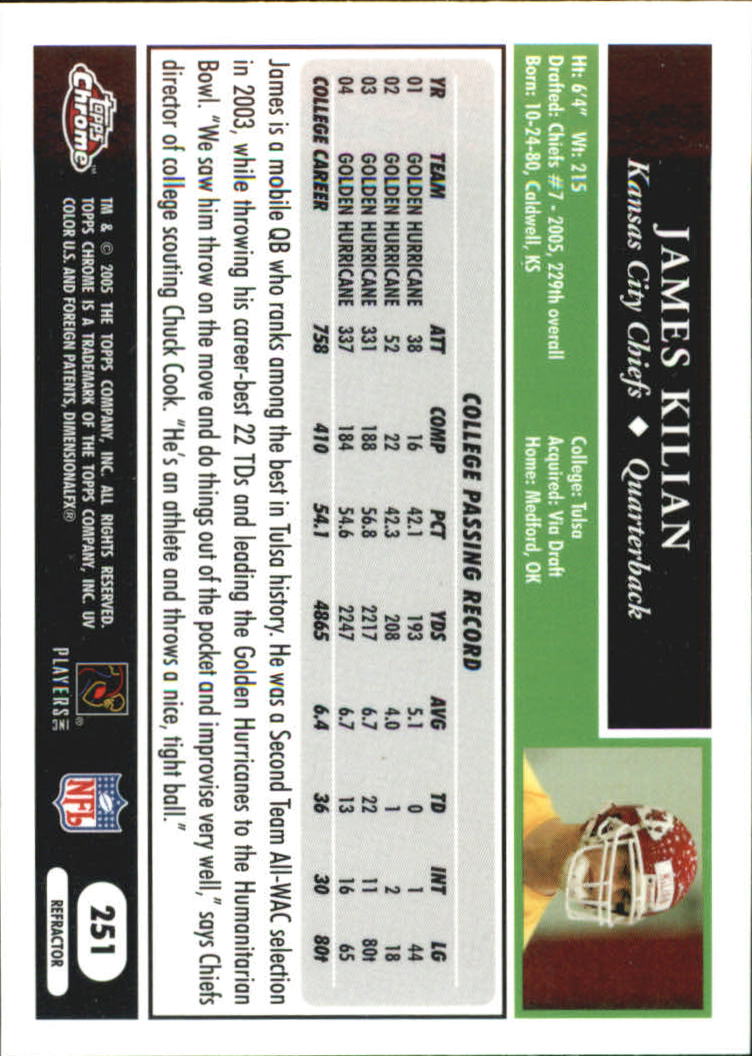 JAMES KILIAN
Kansas City Chiefs ◆ Quarterback
Ht: 6'4" Wt: 215 College: Tulsa
Drafted: Chiefs #7 - 2005, 229th overall Acquired: Via Draft
Born: 10-24-80, Caldwell, KS Home: Medford, OK
COLLEGE PASSING RECORD
YR TEAM ATT COMP PCT YDS AVG TD INT LG
01 GOLDEN HURRICANE 38 16 42.1 193 5.1 0 1 44
02 GOLDEN HURRICANE 52 22 42.3 208 4.0 1 2 18
03 GOLDEN HURRICANE 331 188 56.8 2217 6.7 22 11 80†
04 GOLDEN HURRICANE 337 184 54.6 2247 6.7 13 16 65
COLLEGE CAREER 758 410 54.1 4865 6.4 36 30 80†
James is a mobile QB who ranks among the best in Tulsa history. He was a Second Team All-WAC selection
in 2003, while throwing his career-best 22 TDs and leading the Golden Hurricanes to the Humanitarian
Bowl. "We saw him throw on the move and do things out of the pocket and improvise very well," says Chiefs
director of college scouting Chuck Cook. "He's an athlete and throws a nice, tight ball."
Topps Chrome™
TM & © 2005 THE TOPPS COMPANY, INC. ALL RIGHTS RESERVED.
TOPPS CHROME IS A TRADEMARK OF THE TOPPS COMPANY, INC. UV
COLOR U.S. AND FOREIGN PATENTS, DIMENSIONALFX®
®
PLAYERS INC
NFL
251
REFRACTOR